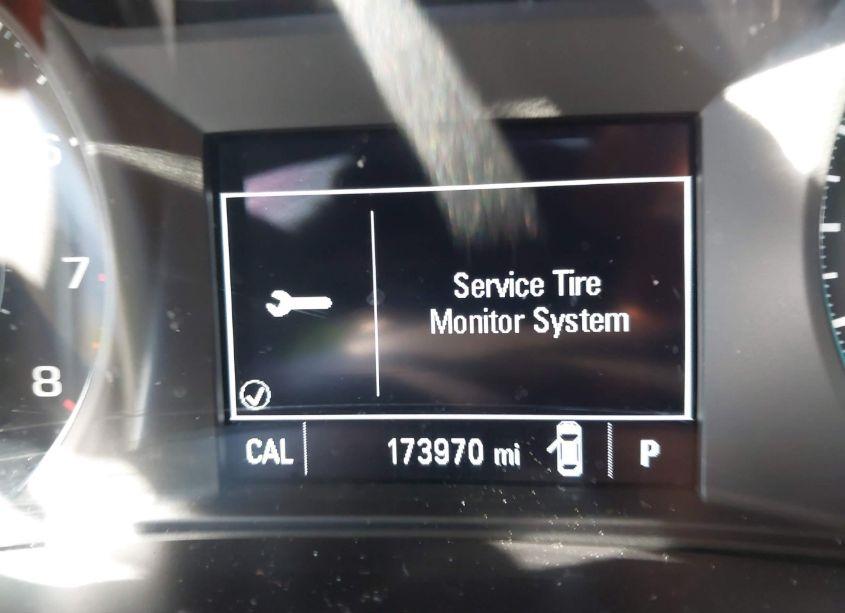 6
7
8
Service Tire
Monitor System
CAL 173970 mi P